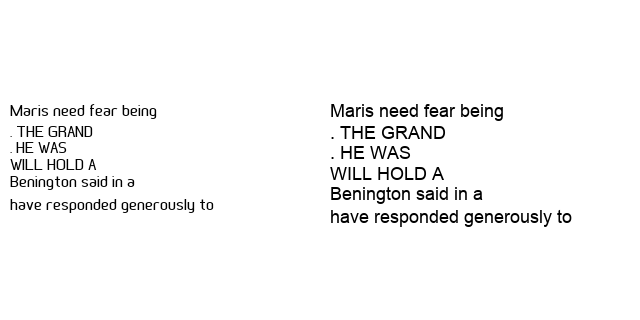 Maris need fear being
. THE GRAND
. HE WAS
WILL HOLD A
Benington said in a
have responded generously to
Maris need fear being
. THE GRAND
. HE WAS
WILL HOLD A
Benington said in a
have responded generously to